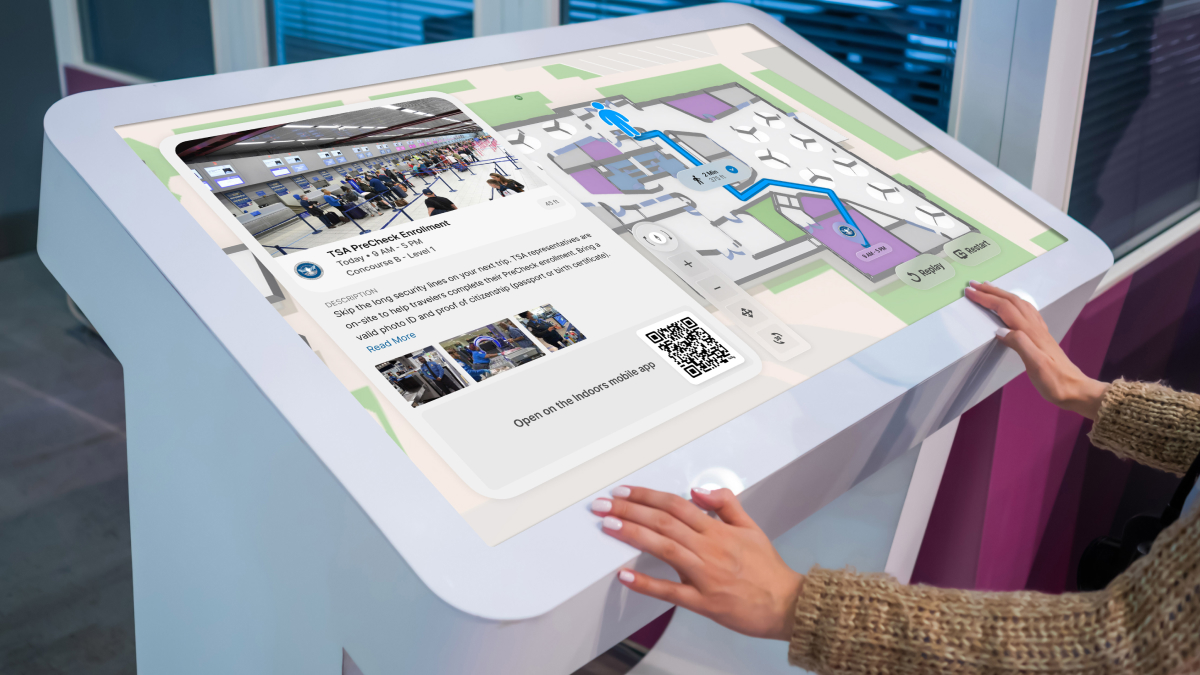 45 ft
TSA PreCheck Enrollment
Today • 9 AM - 5 PM
Concourse B - Level 1
DESCRIPTION
Skip the long security lines on your next trip. TSA representatives are
on-site to help travelers complete their PreCheck enrollment. Bring a
valid photo ID and proof of citizenship (passport or birth certificate).
Read More
Open on the Indoors mobile app
2 Min
375 ft
9 AM - 5 PM
Replay
Restart
+
−